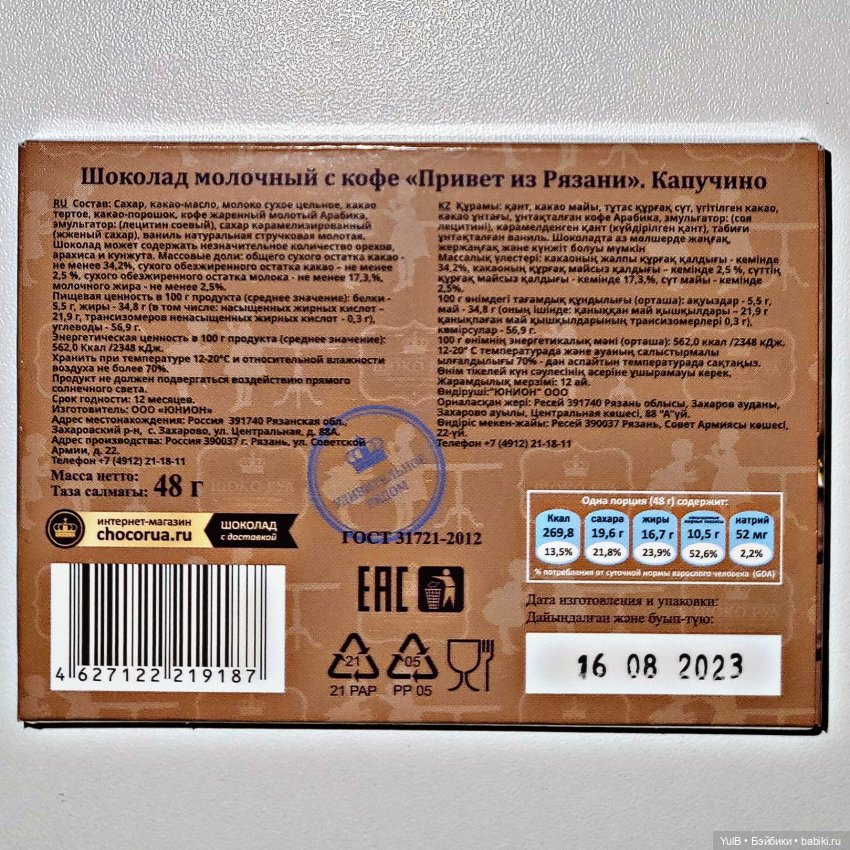 Шоколад молочный с кофе «Привет из Рязани». Капучино
RU Состав: Сахар, какао-масло, молоко сухое цельное, какао
тертое, какао-порошок, кофе жаренный молотый Арабика,
эмульгатор: (лецитин соевый), сахар карамелизированный
(жженый сахар), ваниль натуральная стручковая молотая.
Шоколад может содержать незначительное количество орехов,
арахиса и кунжута. Массовые доли: общего сухого остатка какао -
не менее 34,2%, сухого обезжиренного остатка какао – не менее
2,5 %, сухого обезжиренного остатка молока - не менее 17,3,%,
молочного жира - не менее 2,5%.
Пищевая ценность в 100 г продукта (среднее значение): белки -
5,5 г, жиры - 34,8 г (в том числе: насыщенных жирных кислот –
21,9 г, трансизомеров ненасыщенных жирных кислот - 0,3 г),
углеводы - 56,9 г.
Энергетическая ценность в 100 г продукта (среднее значение):
562,0 Ккал /2348 кДж.
Хранить при температуре 12-20°С и относительной влажности
воздуха не более 70%.
Продукт не должен подвергаться воздействию прямого
солнечного света.
Срок годности: 12 месяцев.
Изготовитель: ООО «ЮНИОН»
Адрес местонахождения: Россия 391740 Рязанская обл.,
Захаровский р-н, с. Захарово, ул. Центральная, д. 88А.
Адрес производства: Россия 390037 г. Рязань, ул. Советской
Армии, д. 22.
Телефон +7 (4912) 21-18-11
KZ Құрамы: қант, какао майы, тұтас құрғақ сүт, үгітілген какао,
какао ұнтағы, ұнтақталған кофе Арабика, эмульгатор: (соя
лецитині), карамелденген қант (күйдірілген қант), табиғи
ұнтақталған ваниль. Шоколадта аз мөлшерде жаңғақ,
жержаңғақ және күнжіт болуы мүмкін
Массалық үлестері: какаоның жалпы құрғақ қалдығы - кемінде
34,2%, какаоның құрғақ майсыз қалдығы – кемінде 2,5 %, сүттің
құрғақ майсыз қалдығы - кемінде 17,3,%, сүт майы - кемінде
2,5%.
100 г өнімдегі тағамдық құндылығы (орташа): ақуыздар - 5,5 г,
май - 34,8 г (оның ішінде: қаныққан май қышқылдары – 21,9 г
қанықпаған май қышқылдарының трансизомерлері 0,3 г),
көмірсулар - 56,9 г.
100 г өнімдегі энергетикалық мәні (орташа): 562,0 Ккал /2348 кДж.
12-20° С температурада және ауаның салыстырмалы
ылғалдылығы 70% - дан аспайтын температурада сақтаңыз.
Өнім тікелей күн сәулесінің әсеріне ұшырамауы керек.
Жарамдылық мерзімі: 12 ай.
Өндіруші:"ЮНИОН" ООО
Орналасқан жері: Ресей 391740 Рязань облысы, Захаров ауданы,
Захарово ауылы, Центральная көшесі, 88 "А"үй.
Өндіріс мекен-жайы: Ресей 390037 Рязань, Совет Армиясы көшесі,
22-үй.
Телефон +7 (4912) 21-18-11
Масса нетто:
Таза салмағы: 48 г
УДИВИТЕЛЬНОЕ
РЯДОМ
интернет-магазин
chocorua.ru
ШОКОЛАД
с доставкой
ГОСТ 31721-2012
Одна порция (48 г) содержит:
Ккал
269,8
13,5%
сахара
19,6 г
21,8%
жиры
16,7 г
23,9%
10,5 г
52,6%
натрий
52 мг
2,2%
% потребления от суточной нормы взрослого человека (GDA)
EAC
Дата изготовления и упаковки:
Дайындалған және буып-түю:
16 08 2023
4 627122 219187
21
21 PAP
05
PP 05
YulB • Бэйбики • babiki.ru